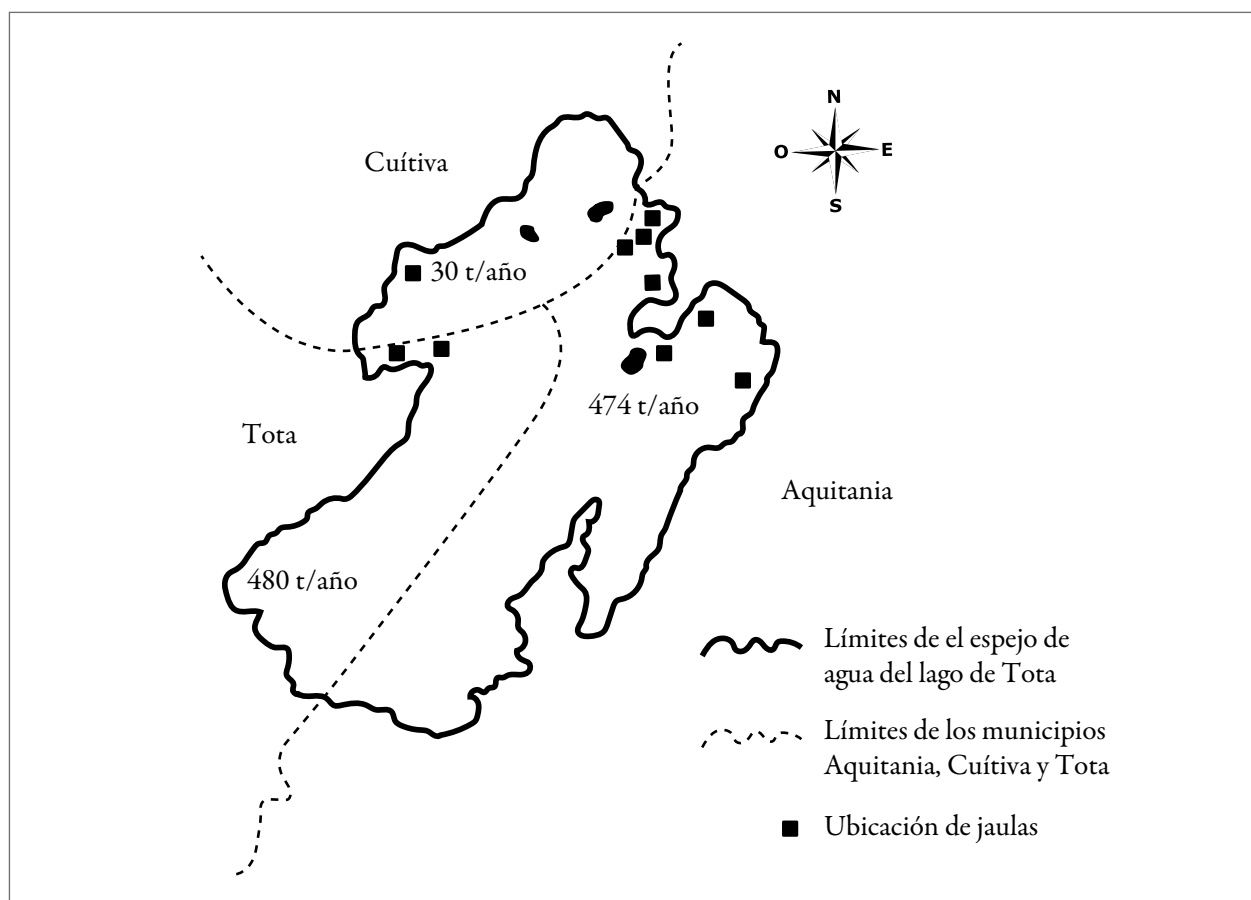 N
Cuítiva
O
E
S
30 t/año
474 t/año
Tota
Aquitania
480 t/año
Límites de el espejo de
agua del lago de Tota
Límites de los municipios
Aquitania, Cuítiva y Tota
Ubicación de jaulas